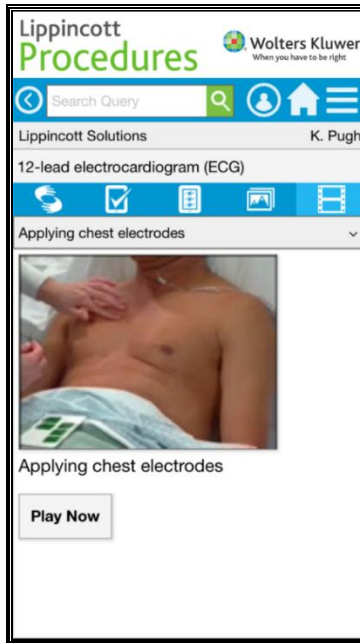 Lippincott
Procedures
Wolters Kluwer
When you have to be right
Search Query
Lippincott Solutions K. Pugh
12-lead electrocardiogram (ECG)
Applying chest electrodes
Applying chest electrodes
Play Now